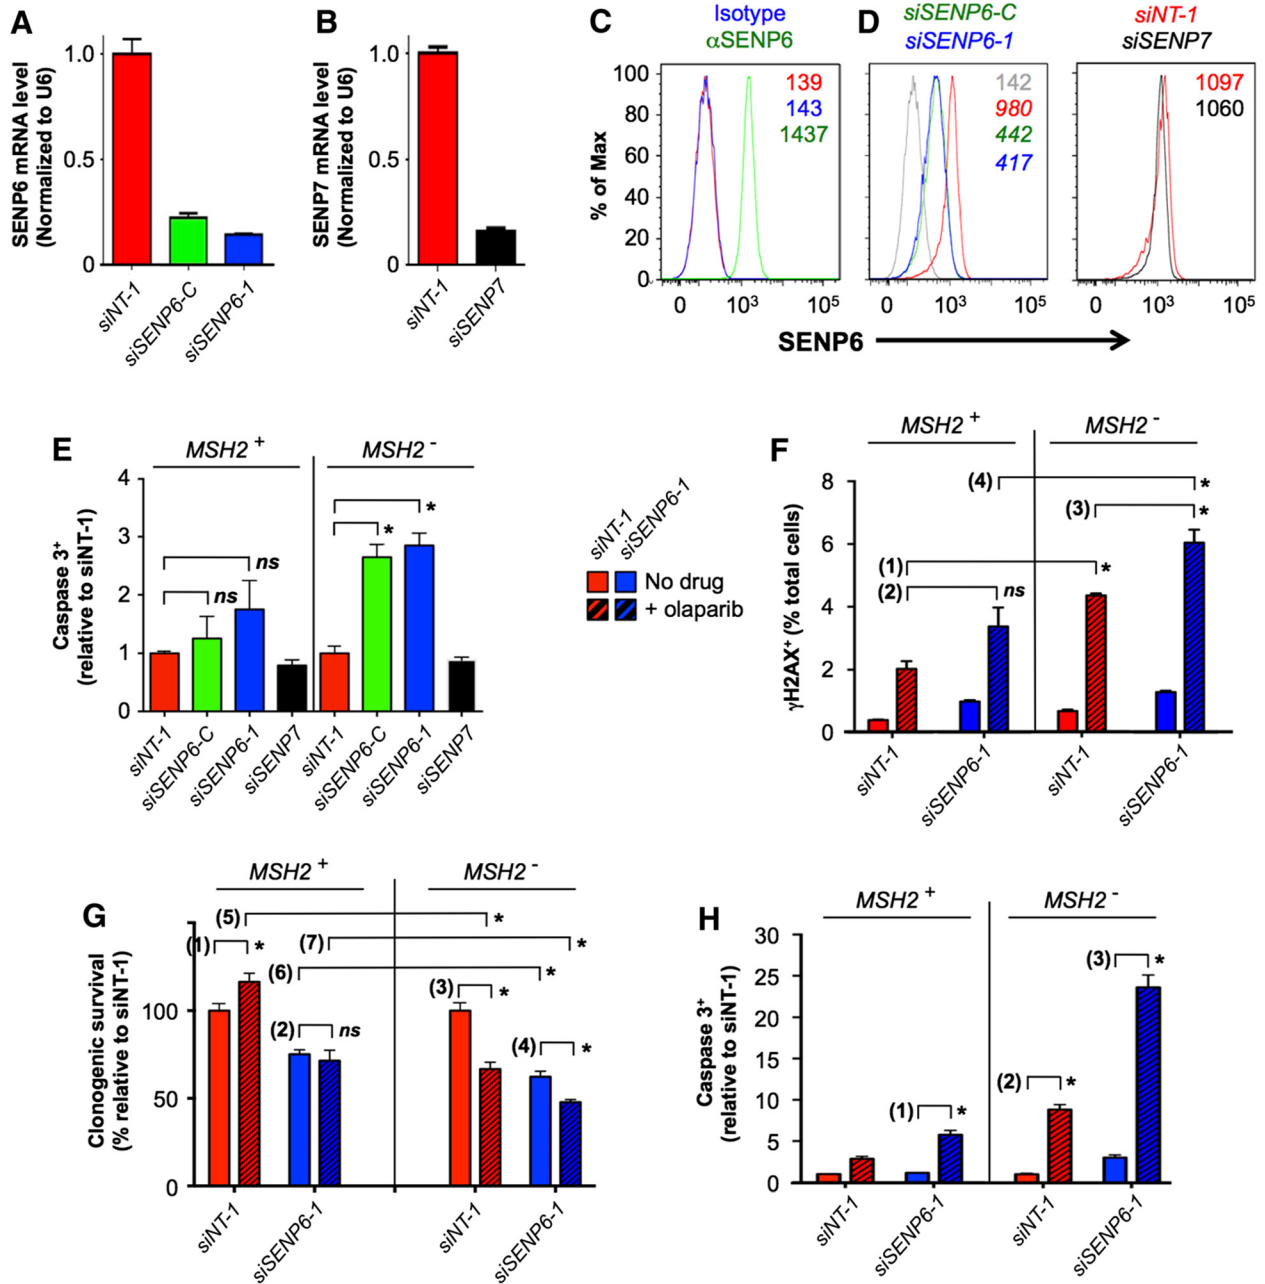 A
SENP6 mRNA level
(Normalized to U6)
1.0
0.5
0
siNT-1
siSENP6-C
siSENP6-1
B
SENP7 mRNA level
(Normalized to U6)
1.0
0.5
0
siNT-1
siSENP7
C
Isotype
αSENP6
% of Max
100
80
60
40
20
0
139
143
1437
0
10³
10⁵
D
siSENP6-C
siSENP6-1
142
980
442
417
0
10³
10⁵
siNT-1
siSENP7
1097
1060
0
10³
10⁵
SENP6
E
MSH2 +
MSH2 -
Caspase 3⁺
(relative to siNT-1)
4
3
2
1
0
ns
ns
*
*
siNT-1
siSENP6-C
siSENP6-1
siSENP7
siNT-1
siSENP6-C
siSENP6-1
siSENP7
siNT-1
siSENP6-1
No drug
+ olaparib
F
MSH2 +
MSH2 -
γH2AX⁺ (% total cells)
8
6
4
2
0
(4)
*
(3)
*
(1)
*
(2)
ns
siNT-1
siSENP6-1
siNT-1
siSENP6-1
G
MSH2 +
MSH2 -
Clonogenic survival
(% relative to siNT-1)
100
50
0
(5)
*
(1)
*
(7)
*
(6)
*
(3)
*
(2)
ns
(4)
*
siNT-1
siSENP6-1
siNT-1
siSENP6-1
H
MSH2 +
MSH2 -
Caspase 3⁺
(relative to siNT-1)
30
25
20
15
10
5
0
(3)
*
(2)
*
(1)
*
siNT-1
siSENP6-1
siNT-1
siSENP6-1